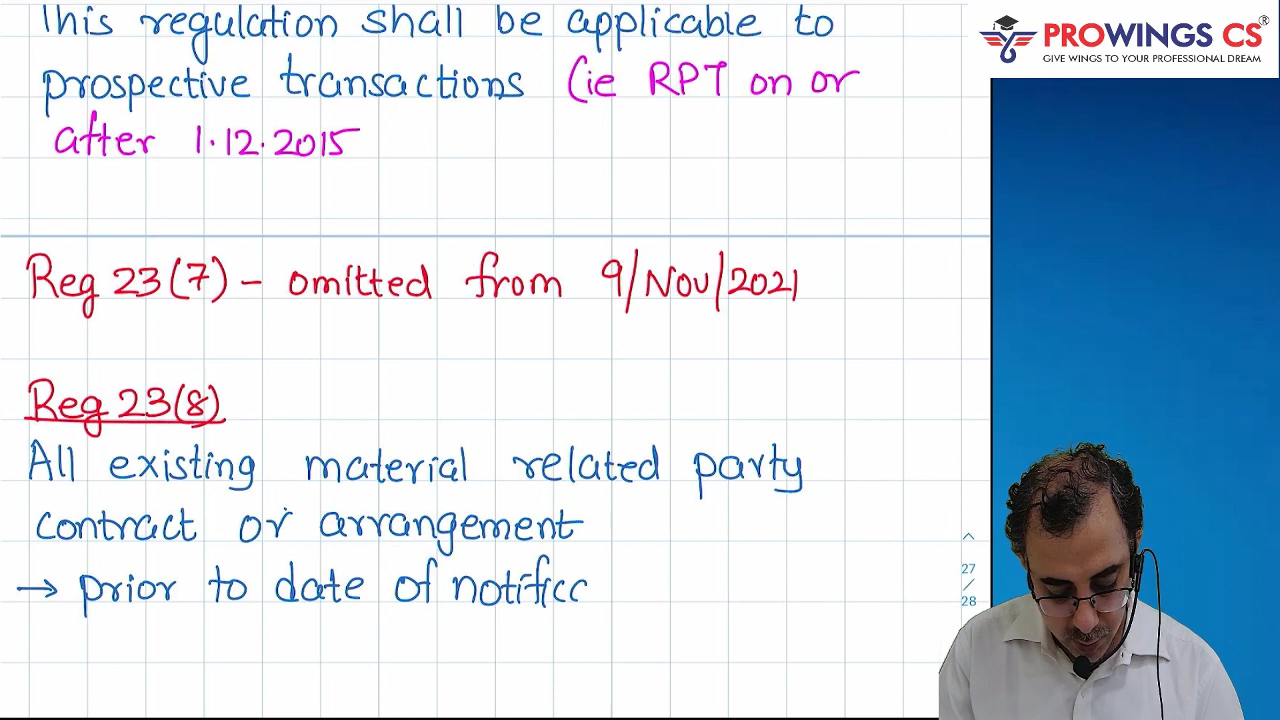 This regulation shall be applicable to
prospective transactions (ie RPT on or
after 1.12.2015
Reg 23(7) - omitted from 9/Nov/2021
Reg 23(8)
All existing material related party
contract or arrangement
→ prior to date of notificc
PROWINGS CS®
GIVE WINGS TO YOUR PROFESSIONAL DREAM
27
/
28